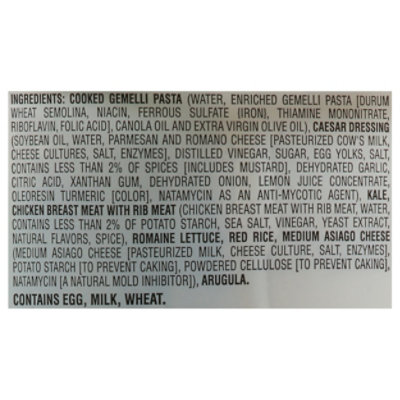 INGREDIENTS: COOKED GEMELLI PASTA (WATER, ENRICHED GEMELLI PASTA [DURUM
WHEAT SEMOLINA, NIACIN, FERROUS SULFATE (IRON), THIAMINE MONONITRATE,
RIBOFLAVIN, FOLIC ACID], CANOLA OIL AND EXTRA VIRGIN OLIVE OIL), CAESAR DRESSING
(SOYBEAN OIL, WATER, PARMESAN AND ROMANO CHEESE [PASTEURIZED COW'S MILK,
CHEESE CULTURES, SALT, ENZYMES], DISTILLED VINEGAR, SUGAR, EGG YOLKS, SALT,
CONTAINS LESS THAN 2% OF SPICES [INCLUDES MUSTARD], DEHYDRATED GARLIC,
CITRIC ACID, XANTHAN GUM, DEHYDRATED ONION, LEMON JUICE CONCENTRATE,
OLEORESIN TURMERIC [COLOR], NATAMYCIN AS AN ANTI-MYCOTIC), KALE,
CHICKEN BREAST MEAT WITH RIB MEAT (CHICKEN BREAST MEAT WITH RIB MEAT, WATER,
CONTAINS LESS THAN 2% OF POTATO STARCH, SEA SALT, VINEGAR, YEAST EXTRACT,
NATURAL FLAVORS, SPICE), ROMAINE LETTUCE, RED RICE, MEDIUM ASIAGO CHEESE
(MEDIUM ASIAGO CHEESE [PASTEURIZED MILK, CHEESE CULTURE, SALT, ENZYMES],
POTATO STARCH [TO PREVENT CAKING], POWDERED CELLULOSE [TO PREVENT CAKING],
NATAMYCIN [A NATURAL MOLD INHIBITOR]), ARUGULA.
CONTAINS EGG, MILK, WHEAT.